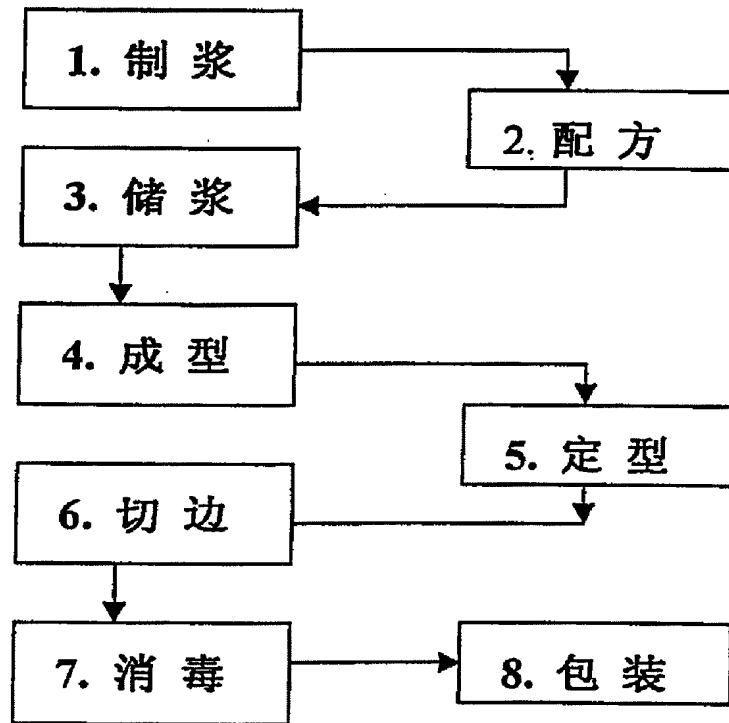 1. 制 浆
2. 配 方
3. 储 浆
4. 成 型
5. 定 型
6. 切 边
7. 消 毒
8. 包 装